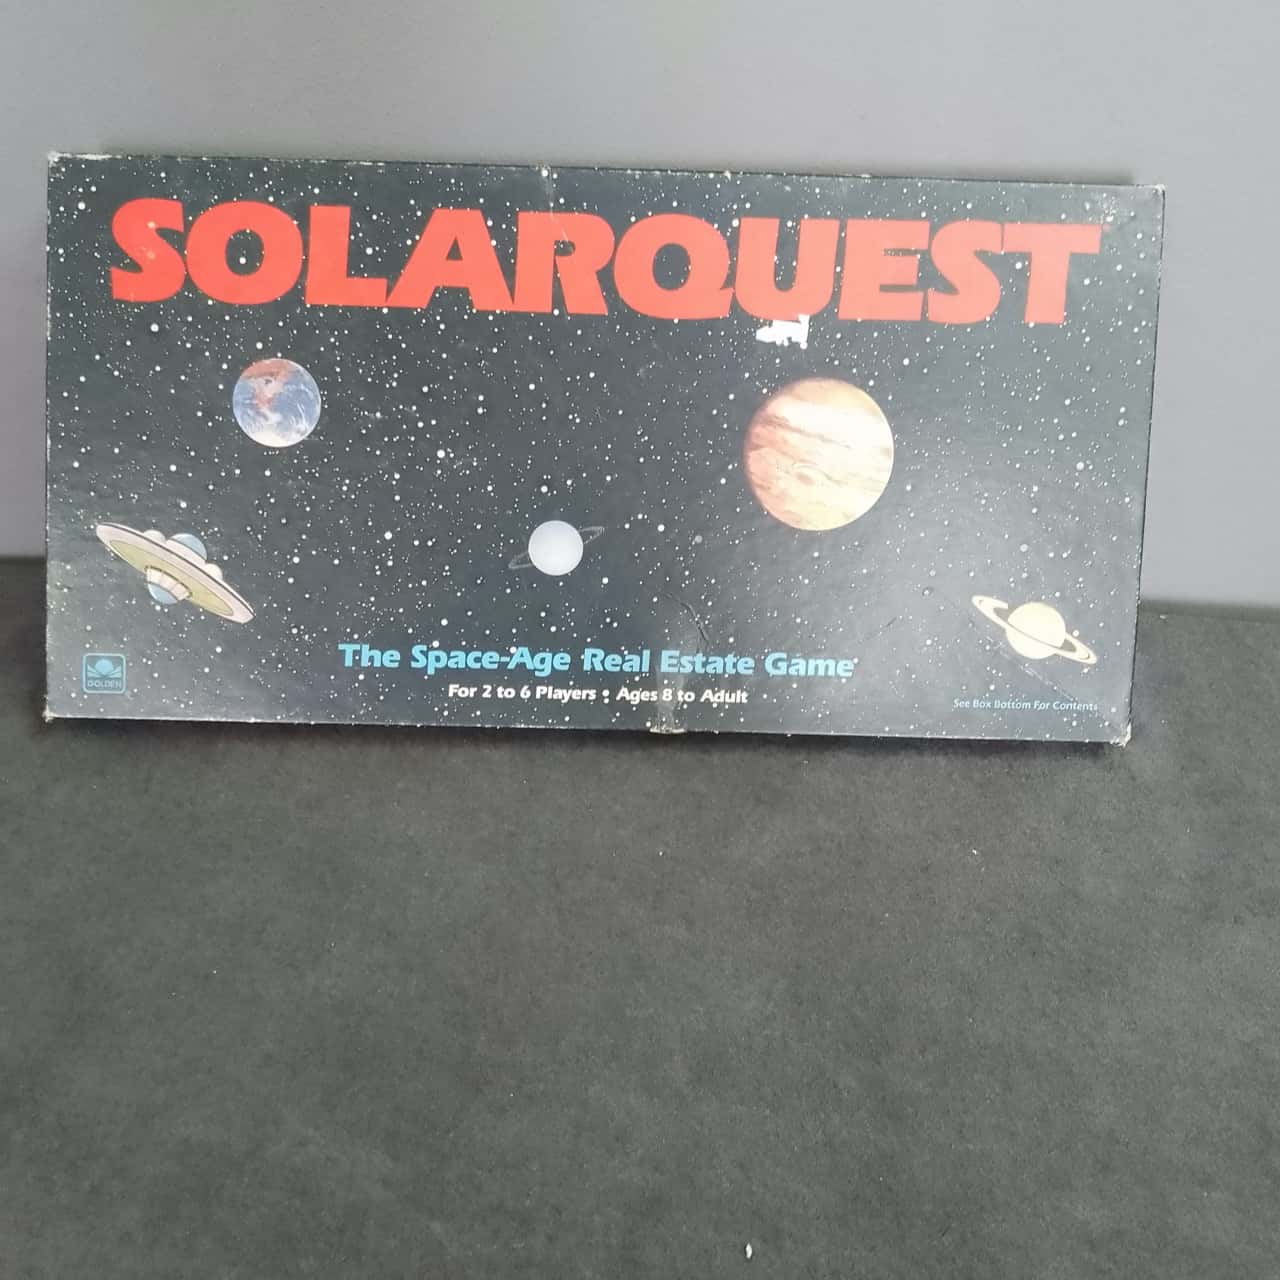 SOLARQUEST
The Space-Age Real Estate Game
For 2 to 6 Players • Ages 8 to Adult
GOLDEN
See Box Bottom For Contents